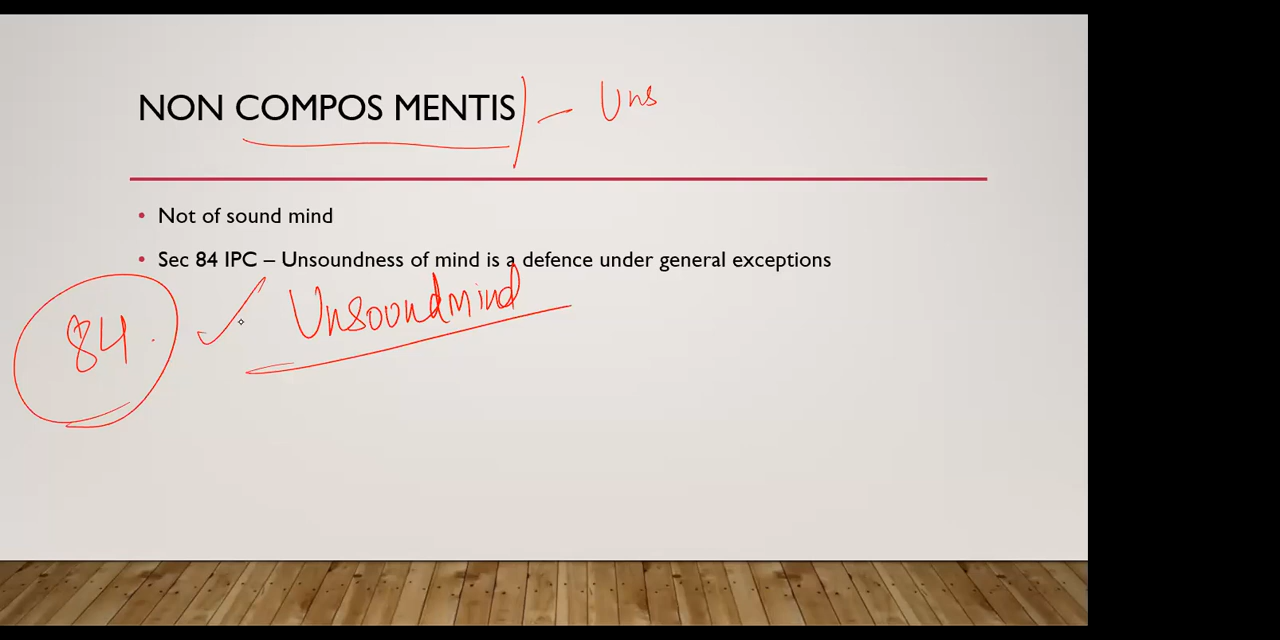 NON COMPOS MENTIS
Uns
• Not of sound mind
• Sec 84 IPC – Unsoundness of mind is a defence under general exceptions
84.
Unsoundmind